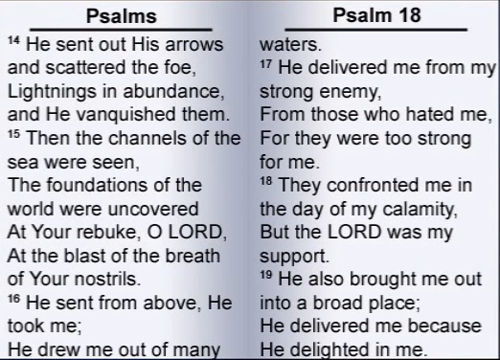 Psalms
14 He sent out His arrows
and scattered the foe,
Lightnings in abundance,
and He vanquished them.
15 Then the channels of the
sea were seen,
The foundations of the
world were uncovered
At Your rebuke, O LORD,
At the blast of the breath
of Your nostrils.
16 He sent from above, He
took me;
He drew me out of many
Psalm 18
waters.
17 He delivered me from my
strong enemy,
From those who hated me,
For they were too strong
for me.
18 They confronted me in
the day of my calamity,
But the LORD was my
support.
19 He also brought me out
into a broad place;
He delivered me because
He delighted in me.